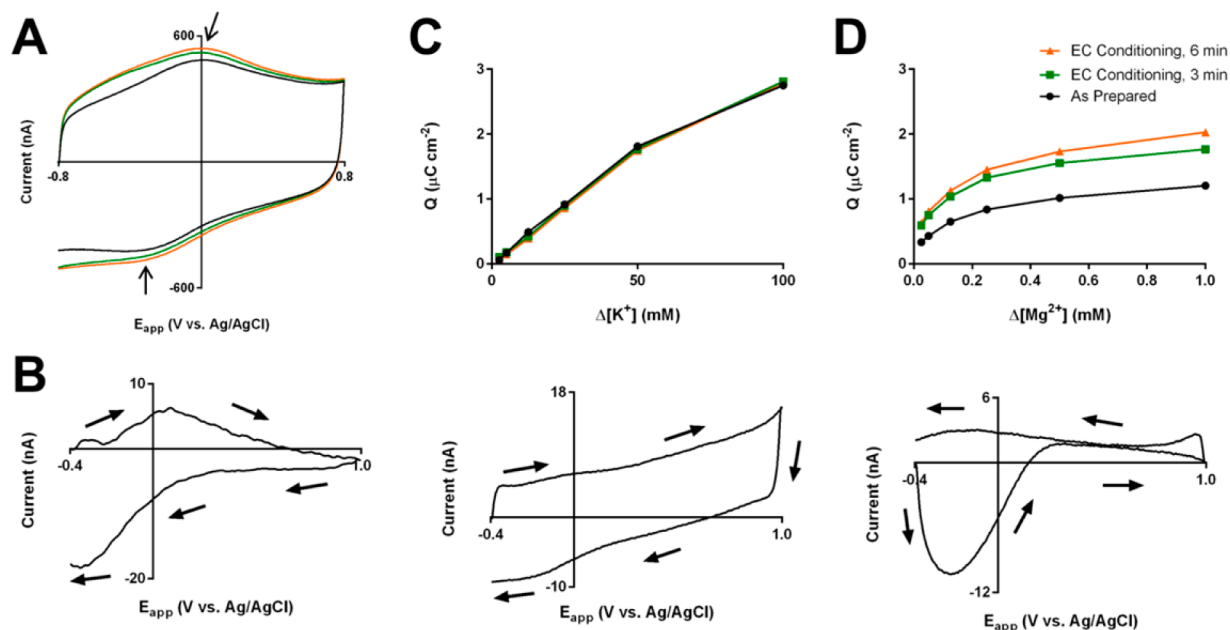 A
600
Current (nA)
-0.8
0.8
-600
E_app (V vs. Ag/AgCl)
C
3
2
1
0
Q (μC cm⁻²)
0
50
100
Δ[K⁺] (mM)
D
EC Conditioning, 6 min
EC Conditioning, 3 min
As Prepared
3
2
1
0
Q (μC cm⁻²)
0.0
0.2
0.4
0.6
0.8
1.0
Δ[Mg²⁺] (mM)
B
10
Current (nA)
-0.4
1.0
-20
E_app (V vs. Ag/AgCl)
18
Current (nA)
-0.4
1.0
-10
E_app (V vs. Ag/AgCl)
6
Current (nA)
-0.4
1.0
-12
E_app (V vs. Ag/AgCl)